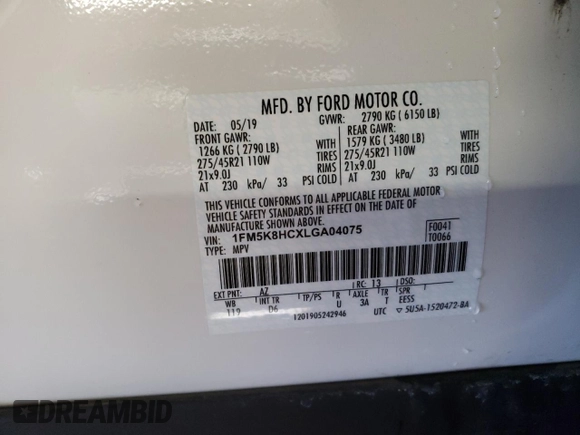 MFD. BY FORD MOTOR CO.
DATE: 05/19 GVWR: 2790 KG ( 6150 LB)
FRONT GAWR: REAR GAWR:
1266 KG ( 2790 LB) WITH 1579 KG ( 3480 LB) WITH
275/45R21 110W TIRES 275/45R21 110W TIRES
21x9.0J RIMS 21x9.0J RIMS
AT 230 kPa/ 33 PSI COLD AT 230 kPa/ 33 PSI COLD
THIS VEHICLE CONFORMS TO ALL APPLICABLE FEDERAL MOTOR
VEHICLE SAFETY STANDARDS IN EFFECT ON THE DATE OF
MANUFACTURE SHOWN ABOVE.
VIN: 1FM5K8HCXLGA04075 F0041
TYPE: MPV T0066
EXT PNT: AZ RC: 13 DSO:
WB INT TR TP/PS R AXLE TR SPR
119 D6 U 3A T EESS
1201905242946 UTC ▽ 5U5A-1520472-BA
DREAMBID